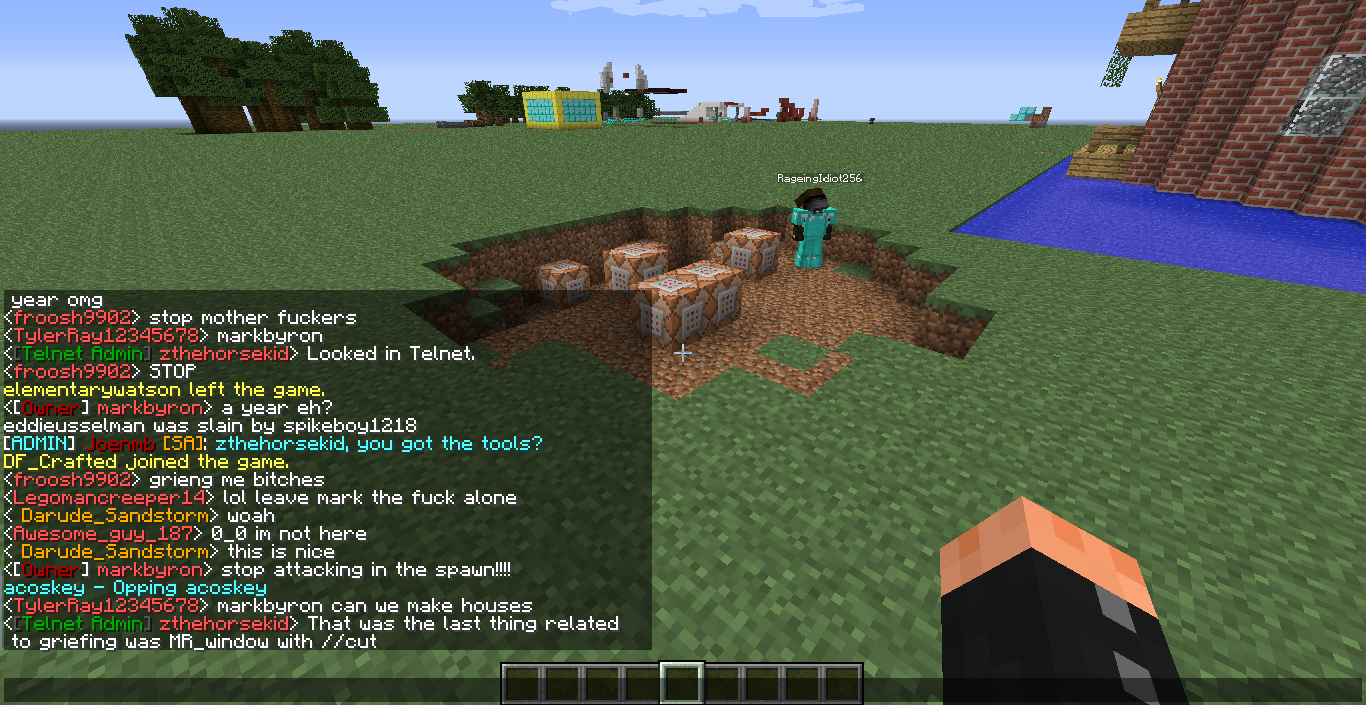 RageingIdiot256
year omg
<froosh9902> stop mother fuckers
<TylerRay12345678> markbyron
<[Telnet Admin] zthehorsekid> Looked in Telnet.
<froosh9902> STOP
elementarywatson left the game.
<[Owner] markbyron> a year eh?
eddieusselman was slain by spikeboy1218
[ADMIN] Joenmb [SA]: zthehorsekid, you got the tools?
DF_Crafted joined the game.
<froosh9902> grieng me bitches
<Legomancreeper14> lol leave mark the fuck alone
< Darude_Sandstorm> woah
<Awesome_guy_187> 0_0 im not here
< Darude_Sandstorm> this is nice
<[Owner] markbyron> stop attacking in the spawn!!!!
acoskey - Opping acoskey
<TylerRay12345678> markbyron can we make houses
<[Telnet Admin] zthehorsekid> That was the last thing related
to griefing was MR_window with //cut